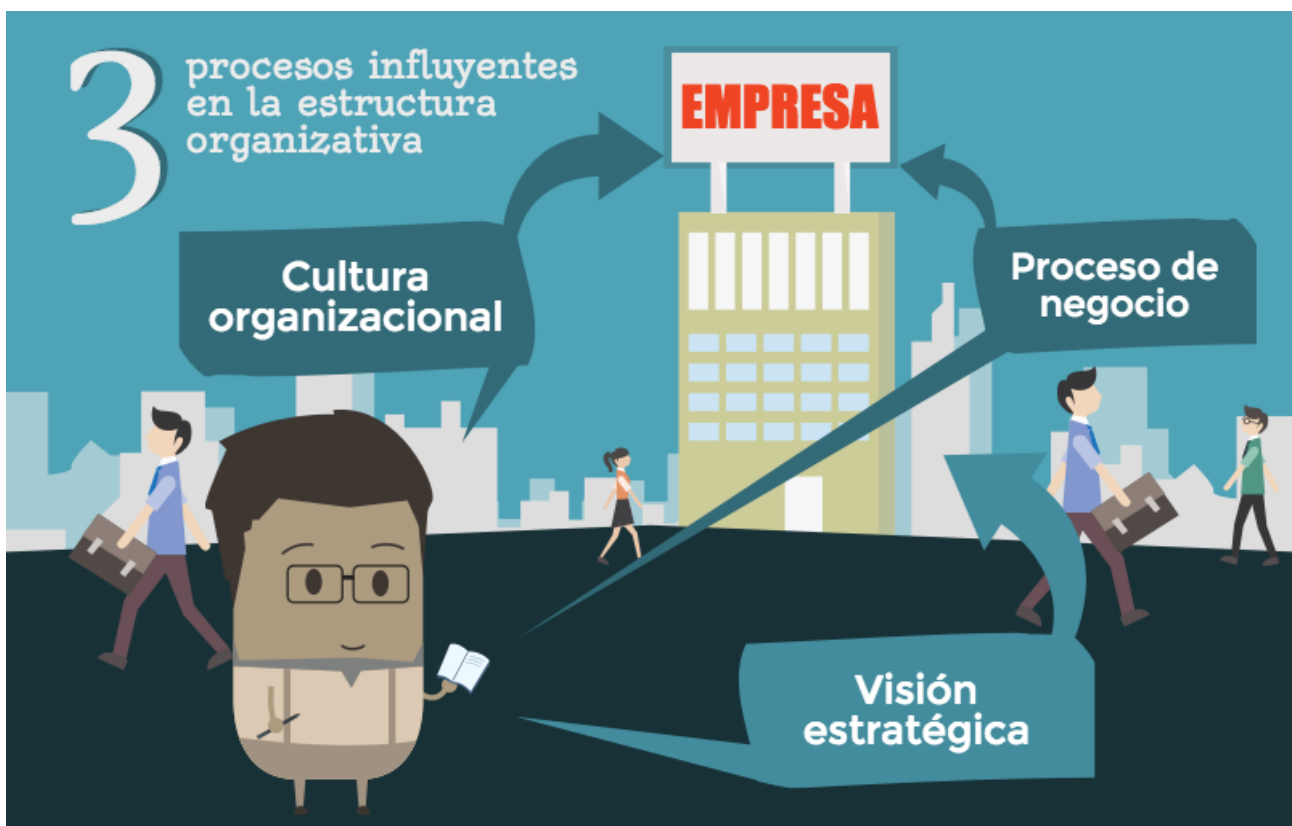 3
procesos influyentes
en la estructura
organizativa
EMPRESA
Cultura
organizacional
Proceso de
negocio
Visión
estratégica